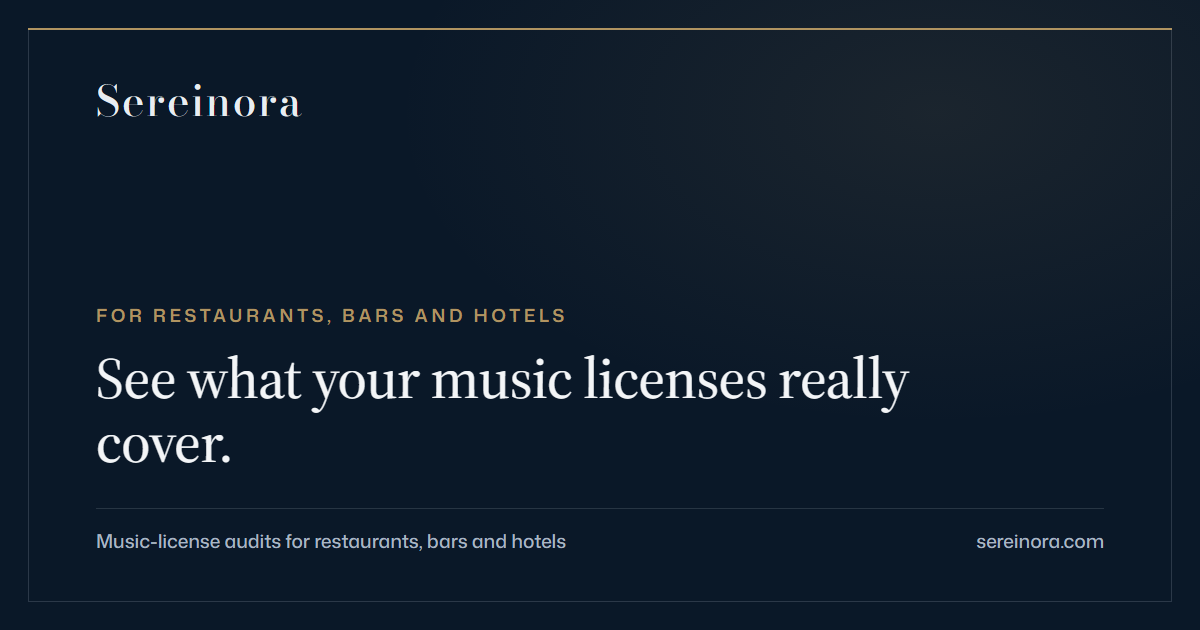 Sereinora
FOR RESTAURANTS, BARS AND HOTELS
See what your music licenses really
cover.
Music-license audits for restaurants, bars and hotels
sereinora.com